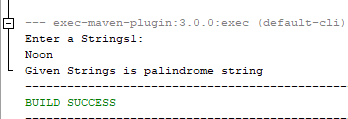 --- exec-maven-plugin:3.0.0:exec (default-cli)
Enter a Strings1:
Noon
Given Strings is palindrome string
------------------------------------------------
BUILD SUCCESS
------------------------------------------------